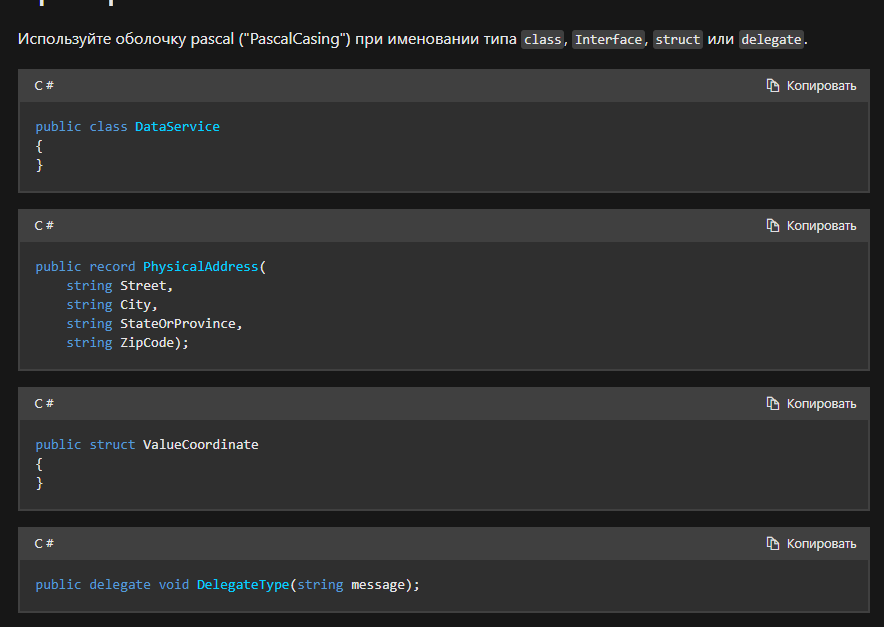 Используйте оболочку pascal ("PascalCasing") при именовании типа class, Interface, struct или delegate.
C #
Копировать
public class DataService
{
}
C #
Копировать
public record PhysicalAddress(
    string Street,
    string City,
    string StateOrProvince,
    string ZipCode);
C #
Копировать
public struct ValueCoordinate
{
}
C #
Копировать
public delegate void DelegateType(string message);